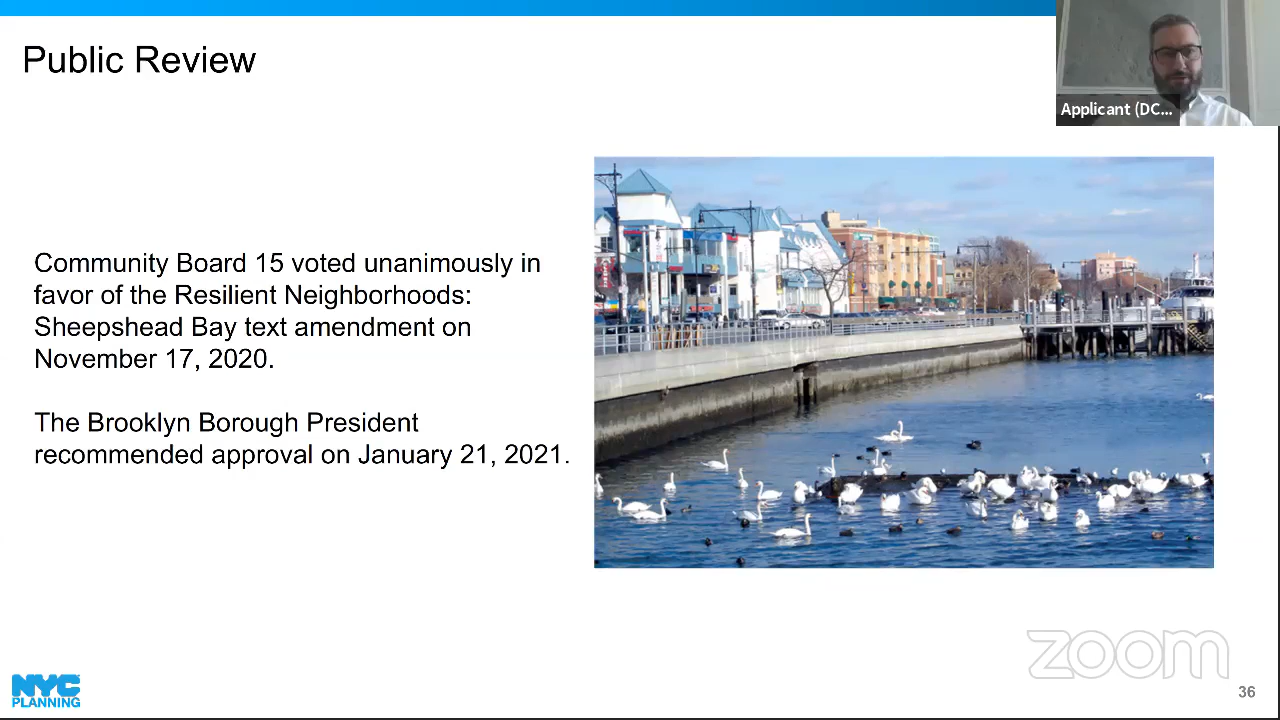 Public Review
Applicant (DC...
Community Board 15 voted unanimously in
favor of the Resilient Neighborhoods:
Sheepshead Bay text amendment on
November 17, 2020.
The Brooklyn Borough President
recommended approval on January 21, 2021.
zoom
NYC
PLANNING
36